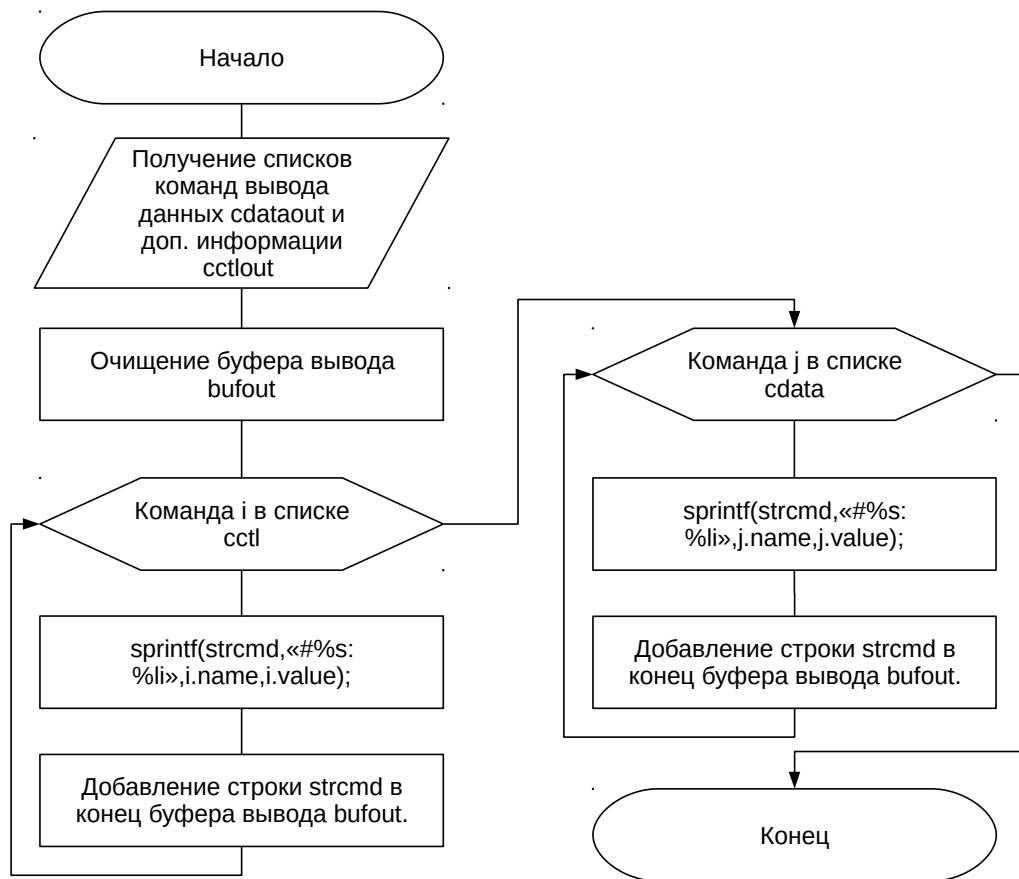 Начало
Получение списков
команд вывода
данных cdataout и
доп. информации
cctlout
Очищение буфера вывода
bufout
Команда i в списке
cctl
sprintf(strcmd,«#%s:
%li»,i.name,i.value);
Добавление строки strcmd в
конец буфера вывода bufout.
Команда j в списке
cdata
sprintf(strcmd,«#%s:
%li»,j.name,j.value);
Добавление строки strcmd в
конец буфера вывода bufout.
Конец